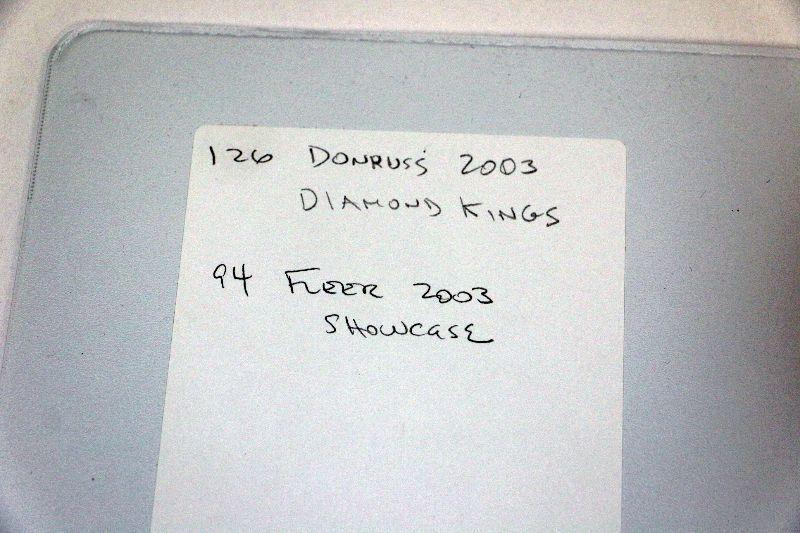 126 DONRUSS 2003
DIAMOND KINGS
94 FLEER 2003
SHOWCASE